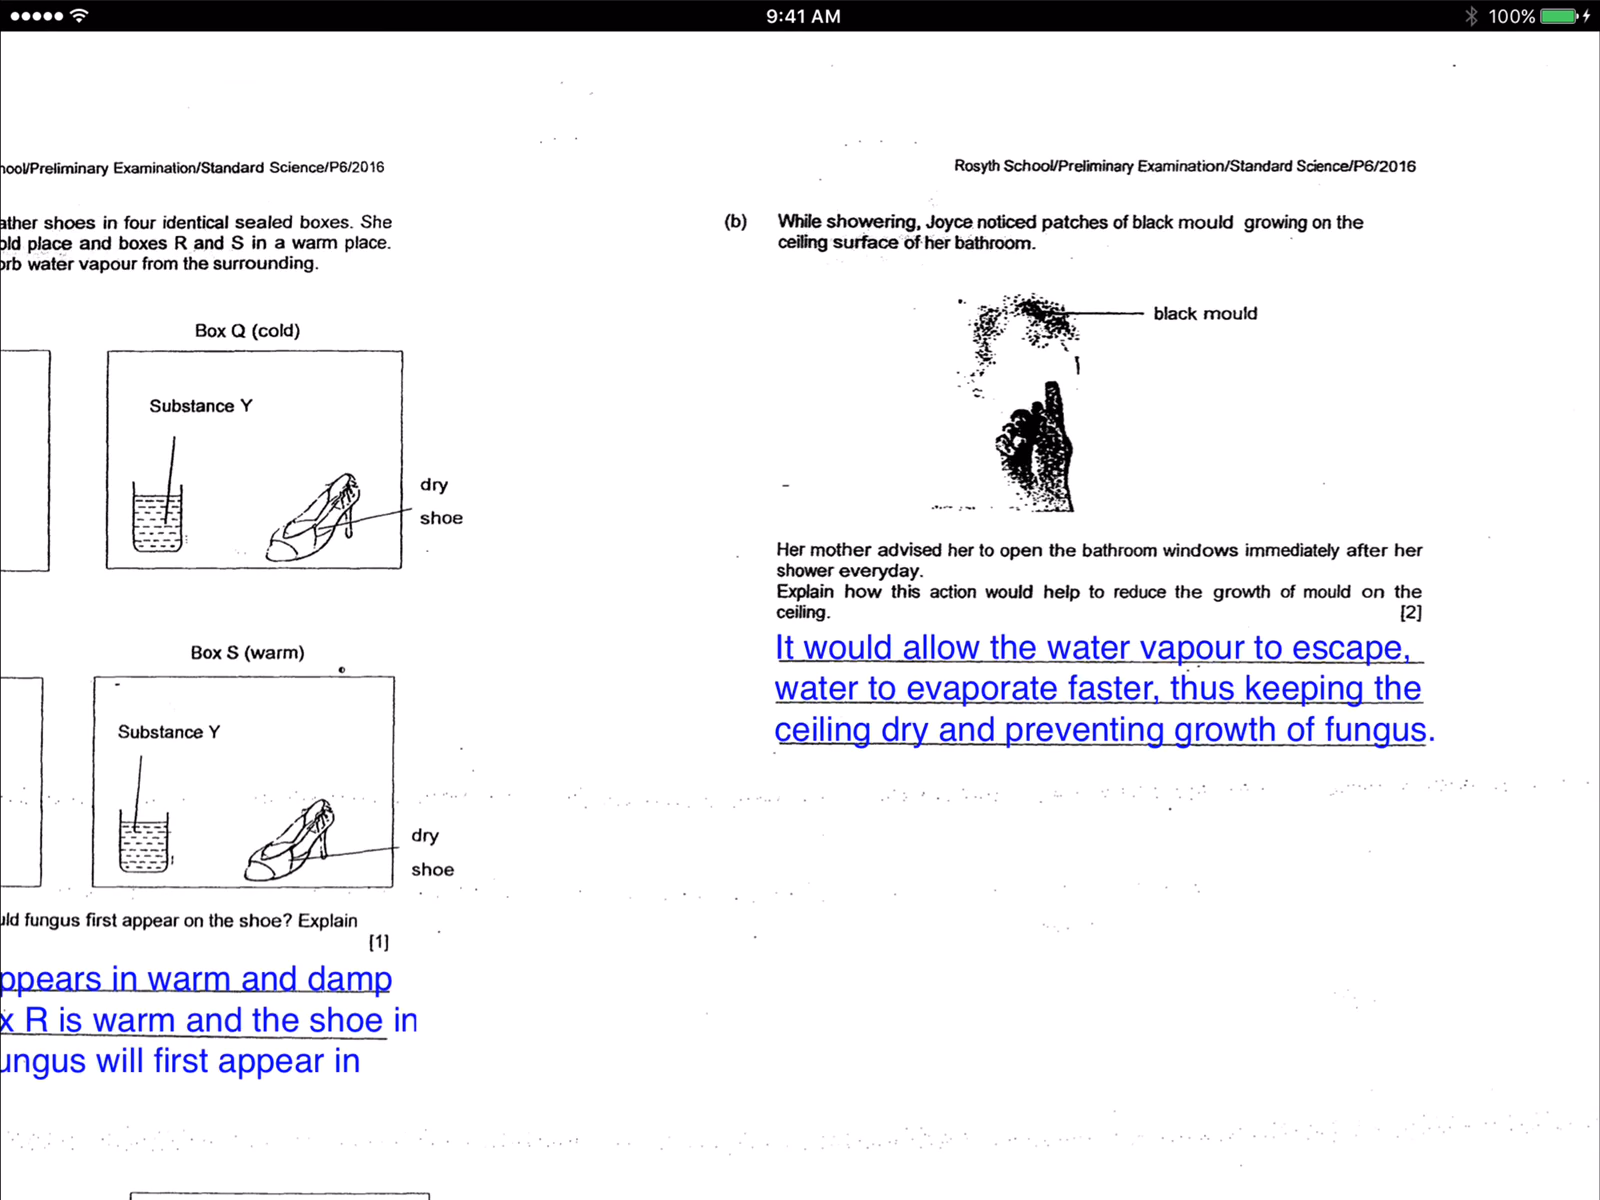 9:41 AM
100%
hool/Preliminary Examination/Standard Science/P6/2016
ather shoes in four identical sealed boxes. She
old place and boxes R and S in a warm place.
orb water vapour from the surrounding.
Box Q (cold)
Substance Y
dry
shoe
Box S (warm)
Substance Y
dry
shoe
uld fungus first appear on the shoe? Explain
[1]
ppears in warm and damp
x R is warm and the shoe in
ungus will first appear in
Rosyth School/Preliminary Examination/Standard Science/P6/2016
(b) While showering, Joyce noticed patches of black mould growing on the
ceiling surface of her bathroom.
black mould
Her mother advised her to open the bathroom windows immediately after her
shower everyday.
Explain how this action would help to reduce the growth of mould on the
ceiling. [2]
It would allow the water vapour to escape,
water to evaporate faster, thus keeping the
ceiling dry and preventing growth of fungus.